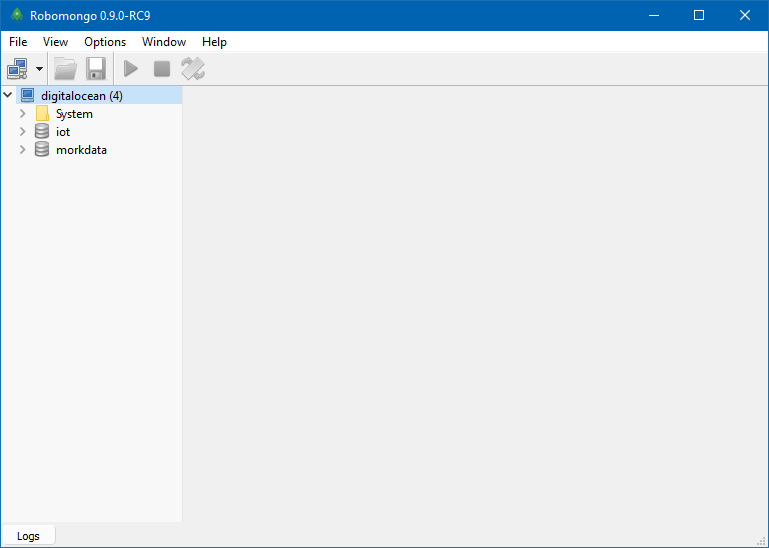 Robomongo 0.9.0-RC9
File View Options Window Help
digitalocean (4)
System
iot
morkdata
Logs